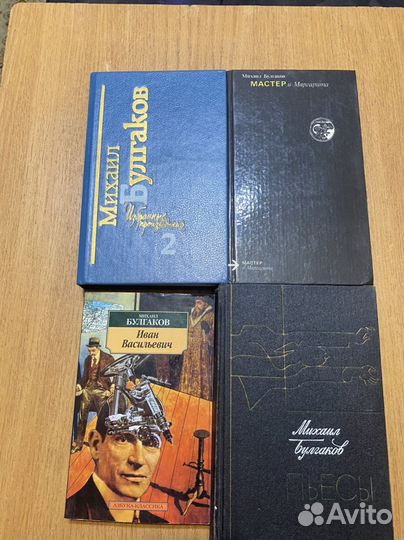 Михаил
Булгаков
Избранные
произведения
2
Михаил Булгаков
МАСТЕР и Маргарита
МАСТЕР
и Маргарита
МИХАИЛ
БУЛГАКОВ
Иван
Васильевич
АЗБУКА-КЛАССИКА
Михаил
Булгаков
ПЬЕСЫ
Avito